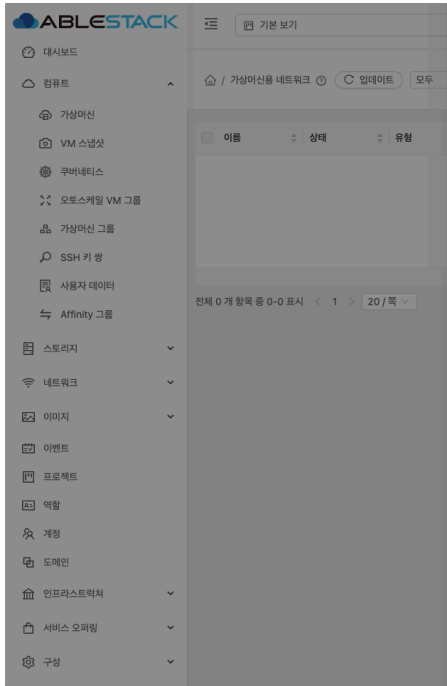 ABLESTACK
기본 보기
대시보드
컴퓨트
/ 가상머신용 네트워크
업데이트
모두
가상머신
이름
상태
유형
VM 스냅샷
쿠버네티스
오토스케일 VM 그룹
가상머신 그룹
SSH 키 쌍
사용자 데이터
Affinity 그룹
전체 0 개 항목 중 0-0 표시 < 1 > 20 / 쪽
스토리지
네트워크
이미지
이벤트
프로젝트
역할
계정
도메인
인프라스트럭쳐
서비스 오퍼링
구성